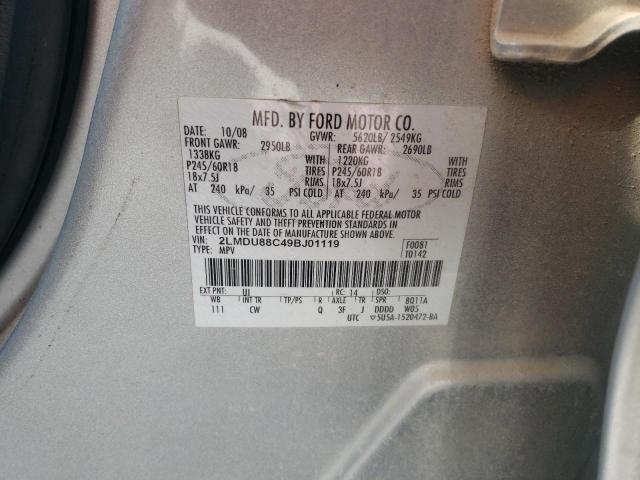 MFD. BY FORD MOTOR CO.
DATE: 10/08 GVWR: 5620LB/ 2549KG
FRONT GAWR: 2950LB REAR GAWR: 2690LB
1338KG WITH 1220KG WITH
P245/60R18 TIRES P245/60R18 TIRES
18x7.5J RIMS 18x7.5J RIMS
AT 240 kPa/ 35 PSI COLD AT 240 kPa/ 35 PSI COLD
THIS VEHICLE CONFORMS TO ALL APPLICABLE FEDERAL MOTOR
VEHICLE SAFETY AND THEFT PREVENTION STANDARDS IN
EFFECT ON THE DATE OF MANUFACTURE SHOWN ABOVE.
VIN: 2LMDU88C49BJ01119 F0081
TYPE: MPV T0142
EXT PNT: UI RC: 14 DSO:
WB INT TR TP/PS R AXLE TR SPR 8Q11A
111 CW Q 3F J DDDD W05
UTC 5U5A-1520472-BA